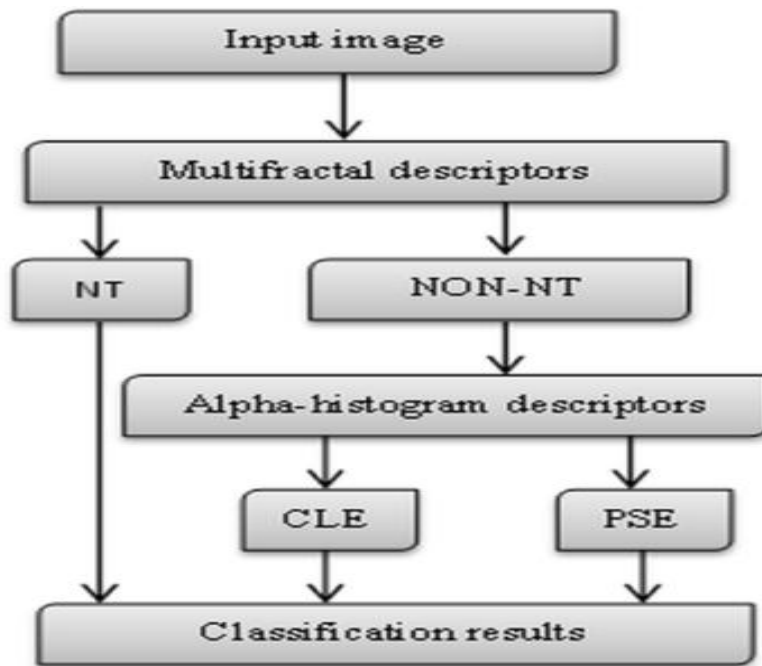 Input image
Multifractal descriptors
NT
NON-NT
Alpha-histogram descriptors
CLE
PSE
Classification results